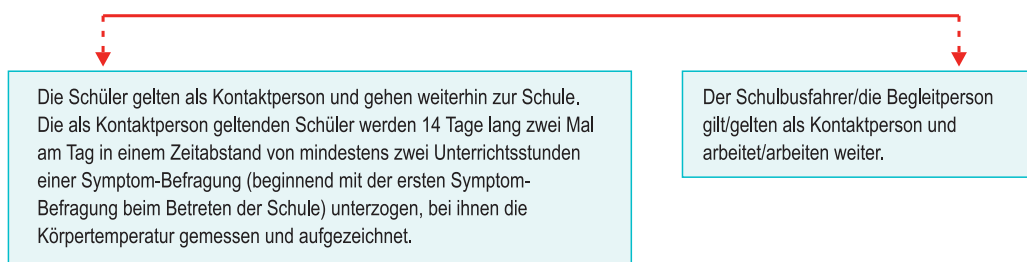 Die Schüler gelten als Kontaktperson und gehen weiterhin zur Schule.
Die als Kontaktperson geltenden Schüler werden 14 Tage lang zwei Mal
am Tag in einem Zeitabstand von mindestens zwei Unterrichtsstunden
einer Symptom-Befragung (beginnend mit der ersten Symptom-
Befragung beim Betreten der Schule) unterzogen, bei ihnen die
Körpertemperatur gemessen und aufgezeichnet.
Der Schulbusfahrer/die Begleitperson
gilt/gelten als Kontaktperson und
arbeitet/arbeiten weiter.